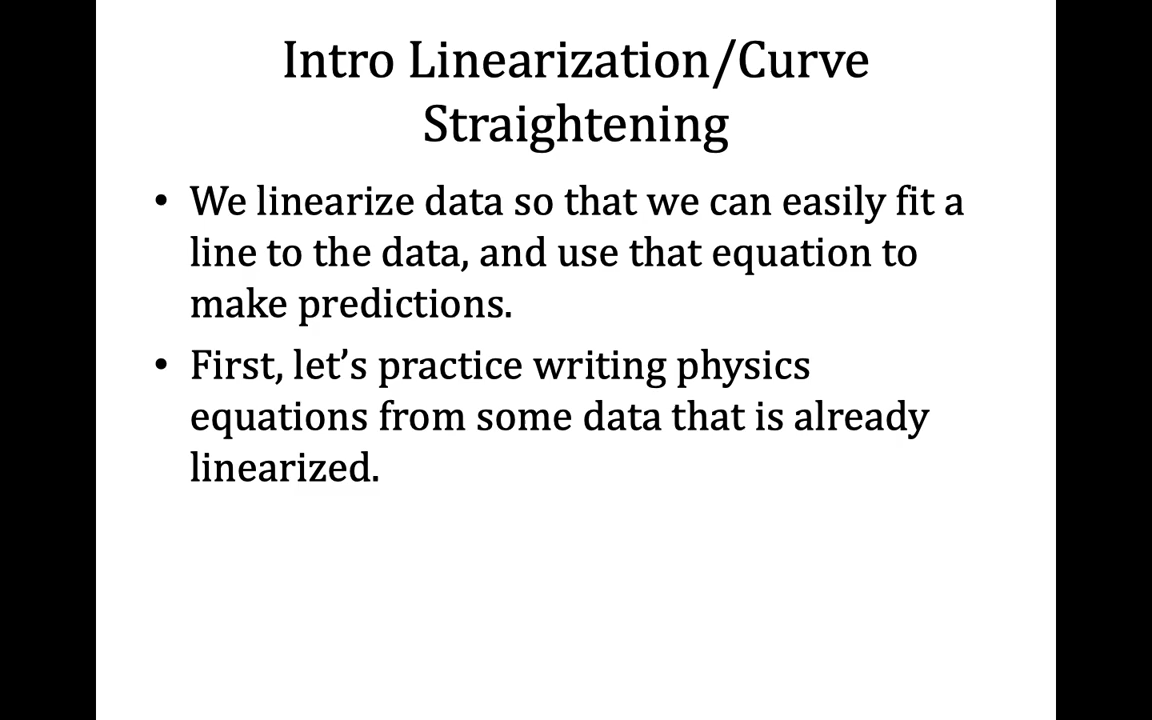 Intro Linearization/Curve
Straightening
• We linearize data so that we can easily fit a
line to the data, and use that equation to
make predictions.
• First, let’s practice writing physics
equations from some data that is already
linearized.